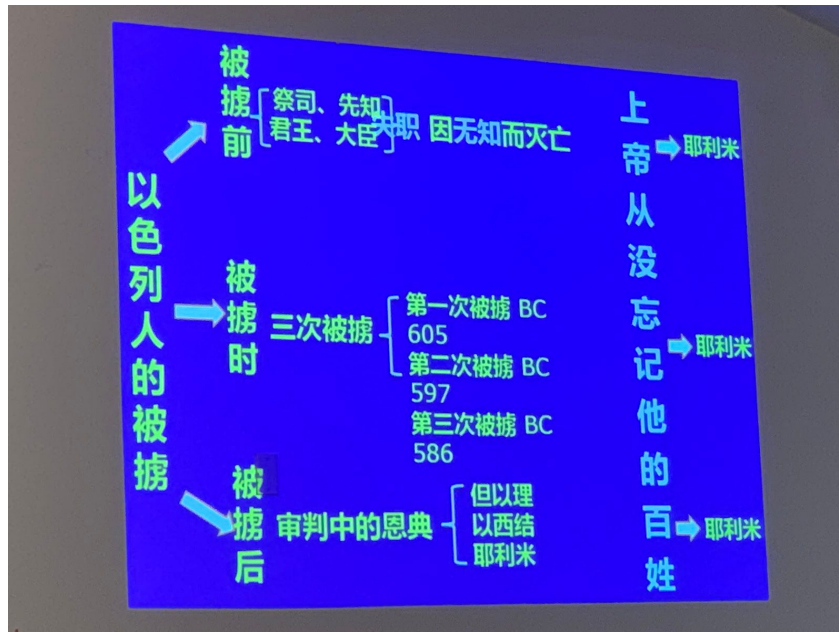 以色列人的被掳
被掳前
祭司、先知
君王、大臣
失职 因无知而灭亡
被掳时
三次被掳
第一次被掳 BC
605
第二次被掳 BC
597
第三次被掳 BC
586
被掳后
审判中的恩典
但以理
以西结
耶利米
上帝从没忘记他的百姓
耶利米
耶利米
耶利米